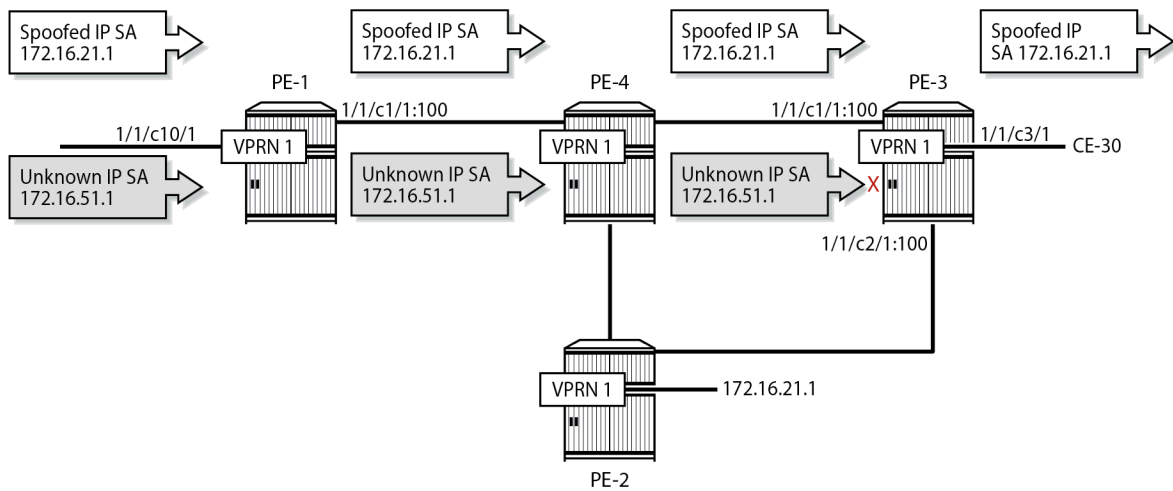 Spoofed IP SA
172.16.21.1
Spoofed IP SA
172.16.21.1
Spoofed IP SA
172.16.21.1
Spoofed IP
SA 172.16.21.1
PE-1
PE-4
PE-3
1/1/c10/1
VPRN 1
1/1/c1/1:100
VPRN 1
1/1/c1/1:100
VPRN 1
1/1/c3/1
CE-30
Unknown IP SA
172.16.51.1
Unknown IP SA
172.16.51.1
Unknown IP SA
172.16.51.1
X
1/1/c2/1:100
VPRN 1
172.16.21.1
PE-2